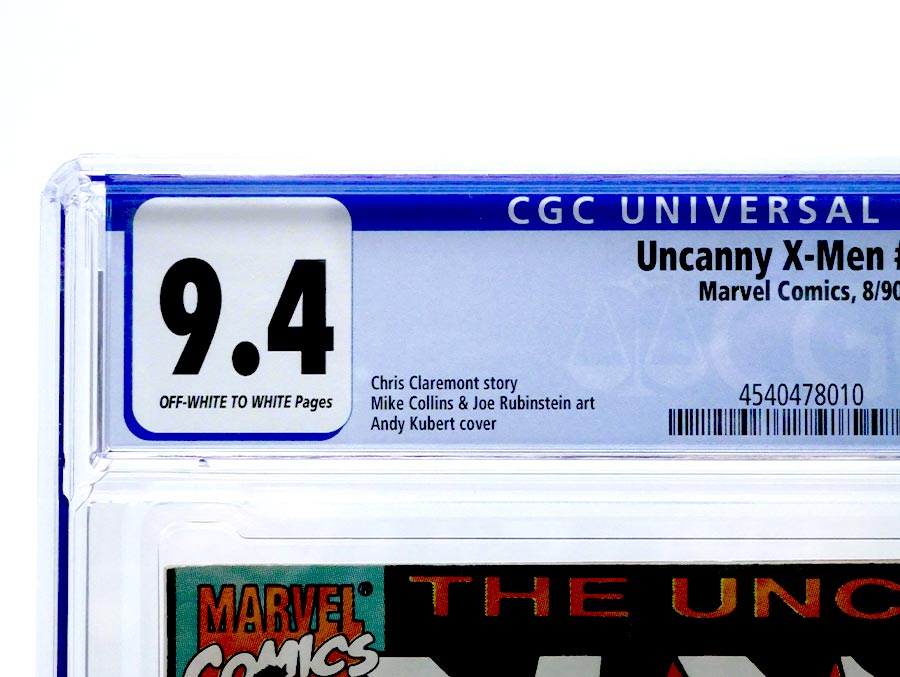 CGC UNIVERSAL
Uncanny X-Men #
Marvel Comics, 8/90
9.4
OFF-WHITE TO WHITE Pages
Chris Claremont story
Mike Collins & Joe Rubinstein art
Andy Kubert cover
CGC
4540478010
MARVEL®
COMICS
THE UNC